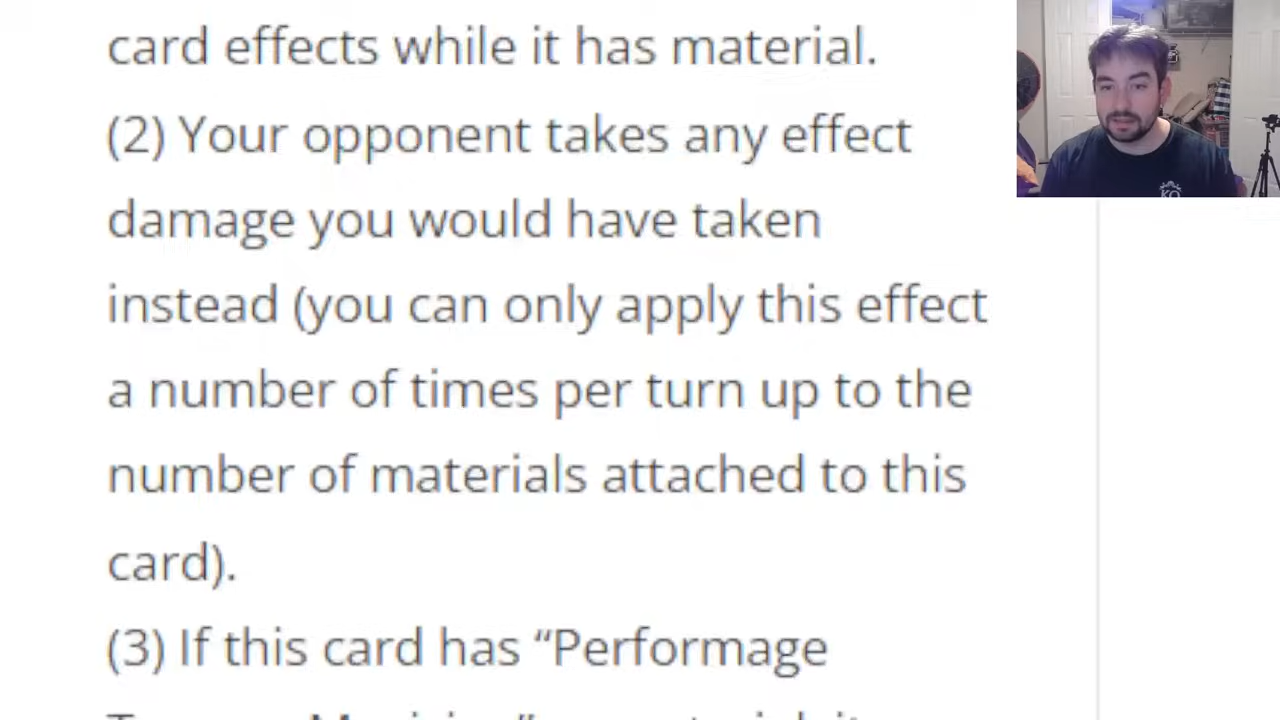 card effects while it has material.
(2) Your opponent takes any effect
damage you would have taken
instead (you can only apply this effect
a number of times per turn up to the
number of materials attached to this
card).
(3) If this card has “Performage
KO